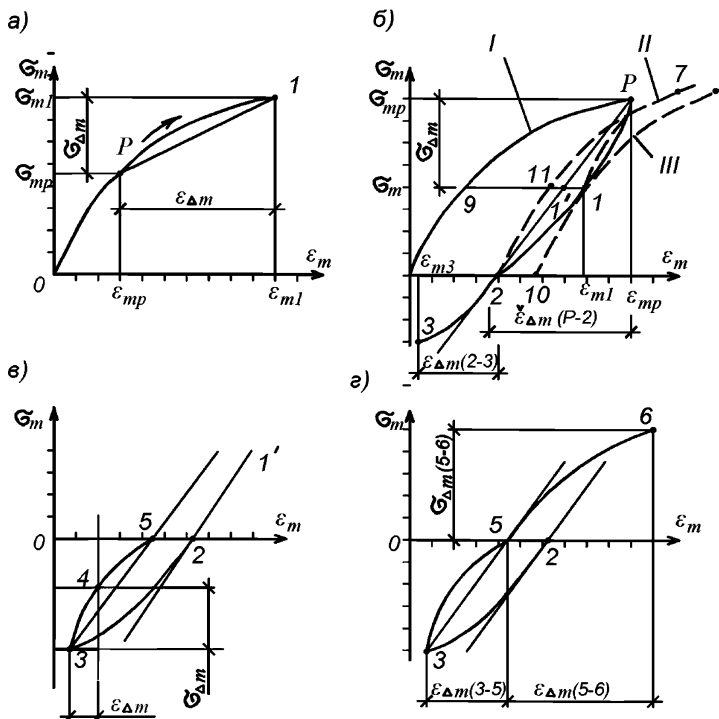 а)
σm
σm1
σΔm
σmp
P
1
εΔm
0
εmp
εm1
εm
б)
I
II
7
σm
σmp
P
σΔm
III
11
σm
9
1'
1
εm3
εm
0
2
10
εm1
εmp
3
ε̌Δm (P-2)
εΔm(2-3)
в)
σm
1'
5
εm
0
2
4
3
σΔm
εΔm
г)
σm
6
σΔm(5-6)
5
εm
0
2
3
εΔm(3-5)
εΔm(5-6)